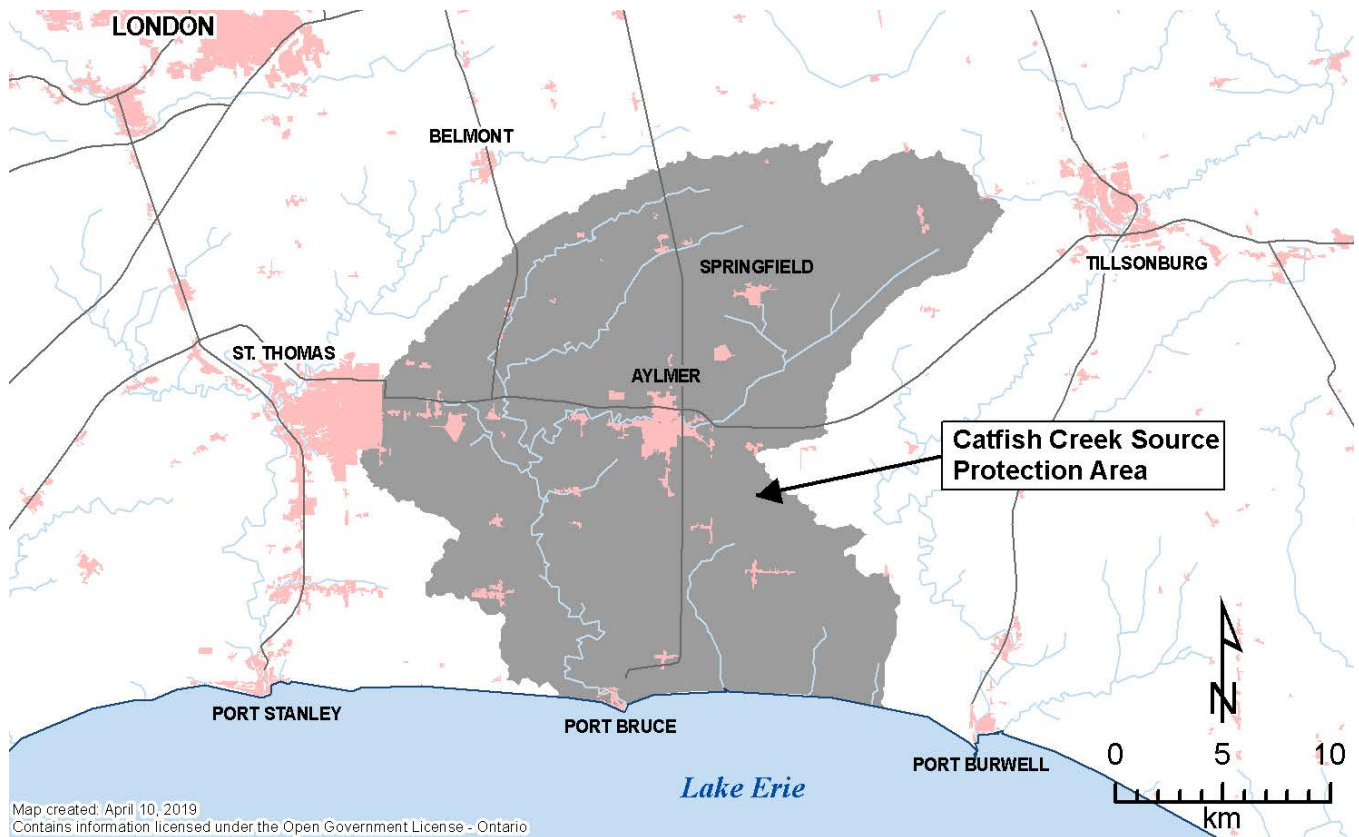 LONDON
BELMONT
SPRINGFIELD
TILLSONBURG
ST. THOMAS
AYLMER
Catfish Creek Source
Protection Area
N
PORT STANLEY
PORT BRUCE
PORT BURWELL
0 5 10
km
Lake Erie
Map created: April 10, 2019
Contains information licensed under the Open Government License - Ontario